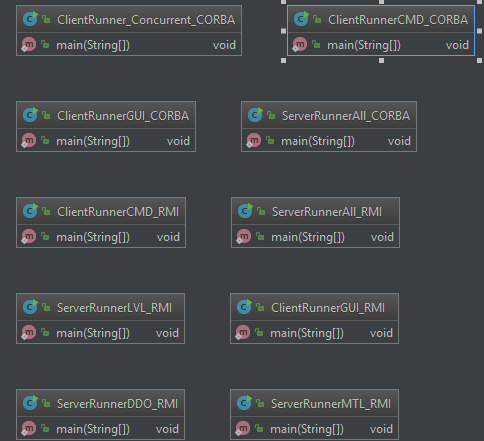 ClientRunner_Concurrent_CORBA
main(String[]) void
ClientRunnerCMD_CORBA
main(String[]) void
ClientRunnerGUI_CORBA
main(String[]) void
ServerRunnerAll_CORBA
main(String[]) void
ClientRunnerCMD_RMI
main(String[]) void
ServerRunnerAll_RMI
main(String[]) void
ServerRunnerLVL_RMI
main(String[]) void
ClientRunnerGUI_RMI
main(String[]) void
ServerRunnerDDO_RMI
main(String[]) void
ServerRunnerMTL_RMI
main(String[]) void